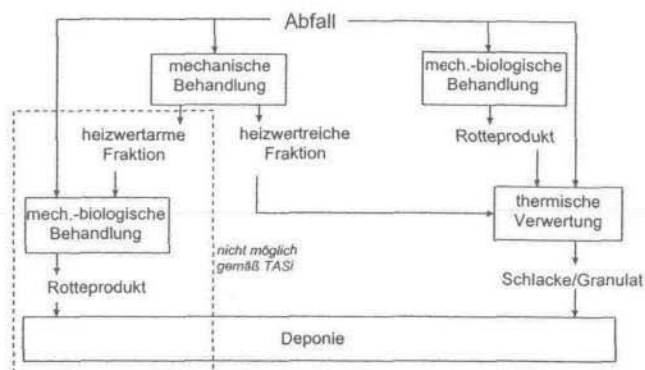 Abfall
mechanische
Behandlung
mech.-biologische
Behandlung
heizwertarme
Fraktion
heizwertreiche
Fraktion
Rotteprodukt
mech.-biologische
Behandlung
thermische
Verwertung
nicht möglich
gemäß TASi
Rotteprodukt
Schlacke/Granulat
Deponie